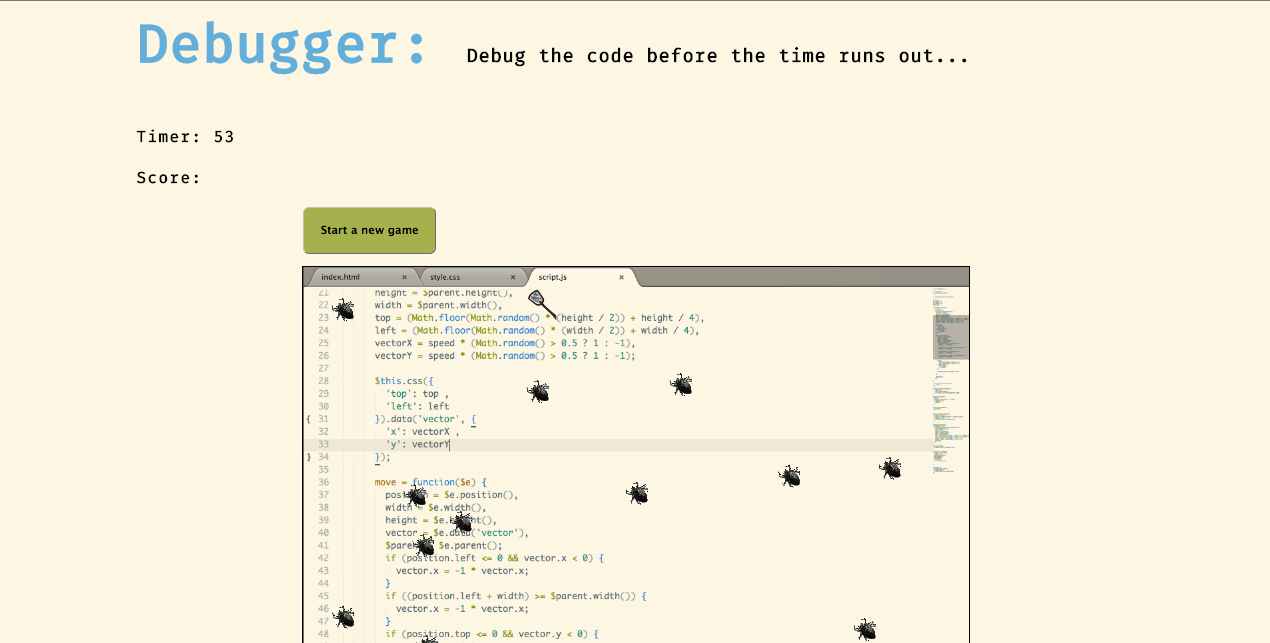 Debugger: Debug the code before the time runs out...
Timer: 53
Score:
Start a new game
index.html × style.css × script.js ×
21 height = $parent.height(),
22 width = $parent.width(),
23 top = (Math.floor(Math.random() * (height / 2)) + height / 4),
24 left = (Math.floor(Math.random() * (width / 2)) + width / 4),
25 vectorX = speed * (Math.random() > 0.5 ? 1 : -1),
26 vectorY = speed * (Math.random() > 0.5 ? 1 : -1);
27
28 $this.css({
29 'top': top ,
30 'left': left
{ 31 }).data('vector', {
32 'x': vectorX ,
33 'y': vectorY
} 34 });
35
36 move = function($e) {
37 position = $e.position(),
38 width = $e.width(),
39 height = $e.height(),
40 vector = $e.data('vector'),
41 $parent = $e.parent();
42 if (position.left <= 0 && vector.x < 0) {
43 vector.x = -1 * vector.x;
44 }
45 if ((position.left + width) >= $parent.width()) {
46 vector.x = -1 * vector.x;
47 }
48 if (position.top <= 0 && vector.y < 0) {